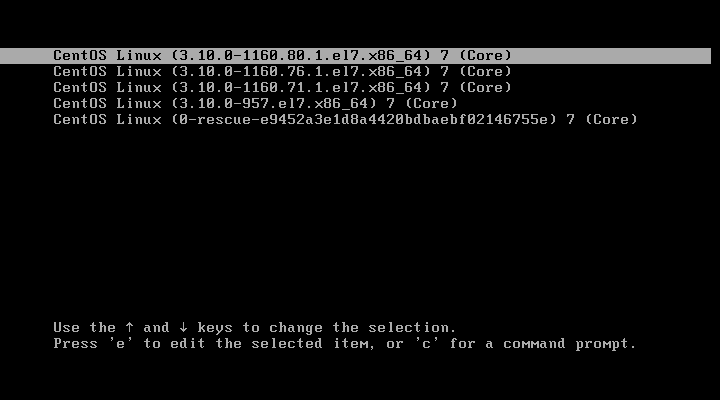 CentOS Linux (3.10.0-1160.80.1.el7.x86_64) 7 (Core)
CentOS Linux (3.10.0-1160.76.1.el7.x86_64) 7 (Core)
CentOS Linux (3.10.0-1160.71.1.el7.x86_64) 7 (Core)
CentOS Linux (3.10.0-957.el7.x86_64) 7 (Core)
CentOS Linux (0-rescue-e9452a3e1d8a4420bdbaebf02146755e) 7 (Core)
Use the ↑ and ↓ keys to change the selection.
Press 'e' to edit the selected item, or 'c' for a command prompt.